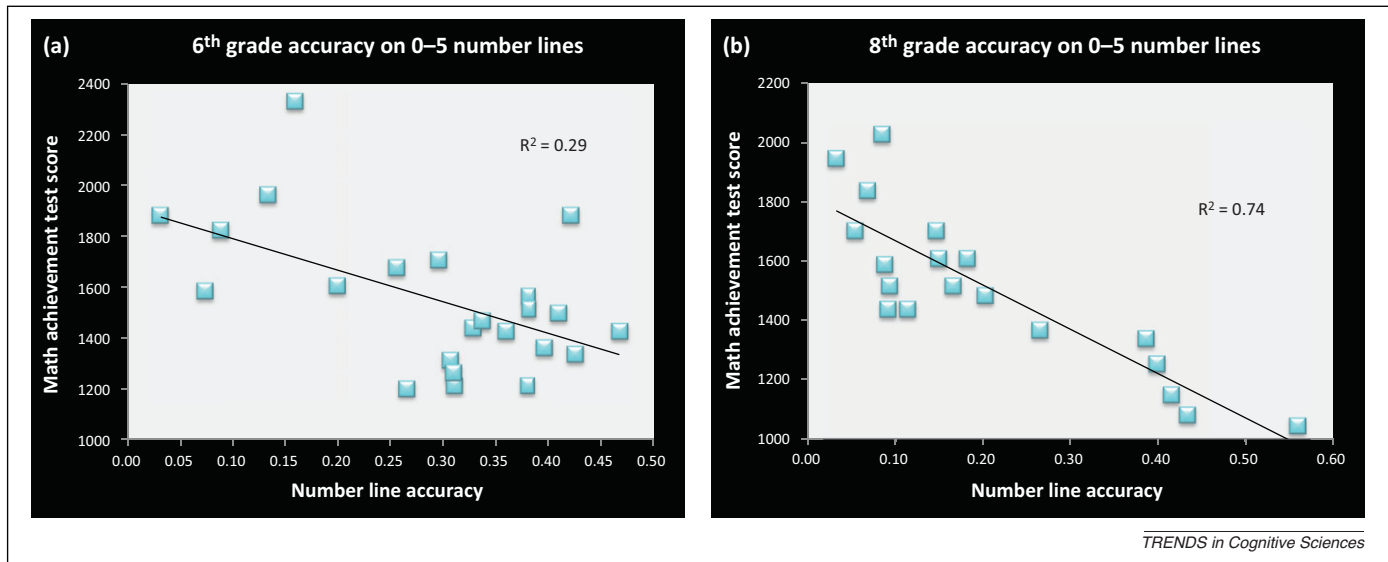 (a) 6th grade accuracy on 0–5 number lines
2400
2200
2000
1800
1600
1400
1200
1000
Math achievement test score
R2 = 0.29
0.00 0.05 0.10 0.15 0.20 0.25 0.30 0.35 0.40 0.45 0.50
Number line accuracy
(b) 8th grade accuracy on 0–5 number lines
2200
2000
1800
1600
1400
1200
1000
Math achievement test score
R2 = 0.74
0.00 0.10 0.20 0.30 0.40 0.50 0.60
Number line accuracy
TRENDS in Cognitive Sciences